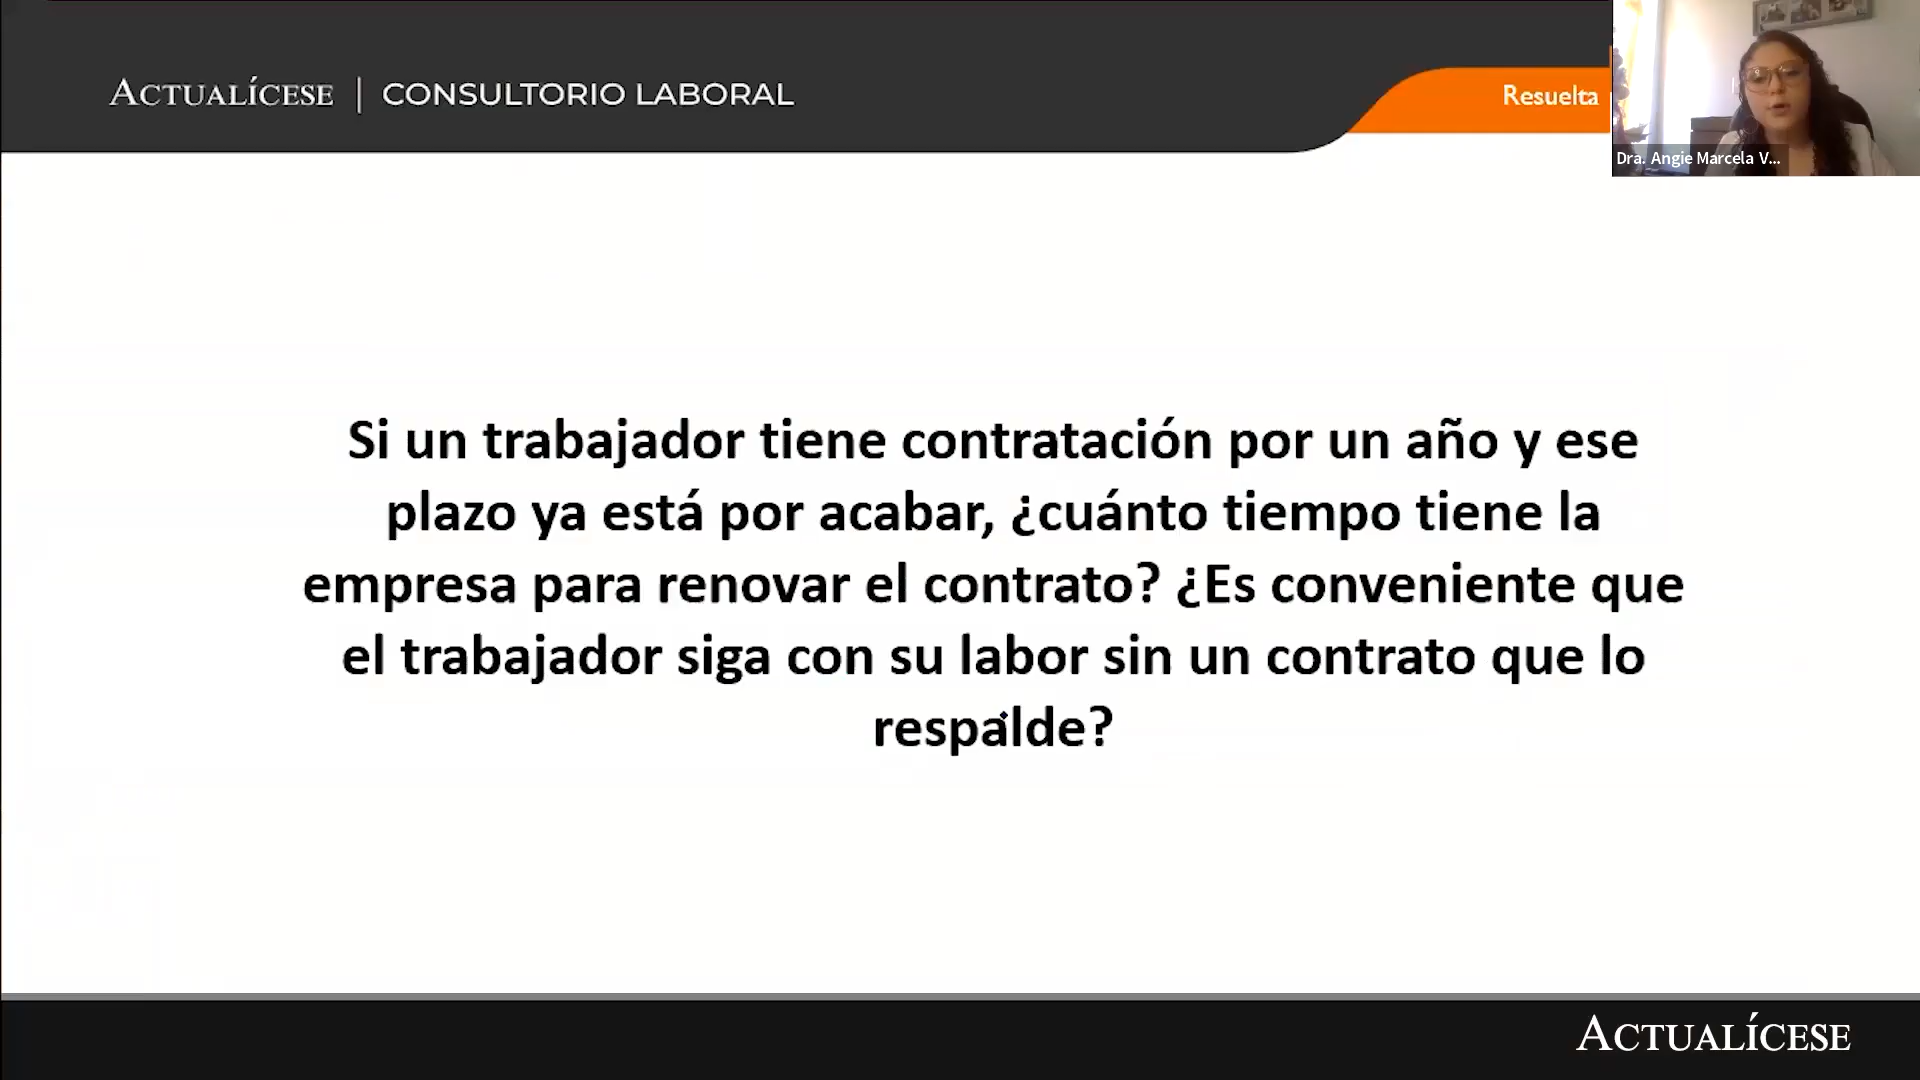 ACTUALÍCESE | CONSULTORIO LABORAL
Resuelta
Dra. Angie Marcela V...
Si un trabajador tiene contratación por un año y ese
plazo ya está por acabar, ¿cuánto tiempo tiene la
empresa para renovar el contrato? ¿Es conveniente que
el trabajador siga con su labor sin un contrato que lo
respalde?
ACTUALÍCESE